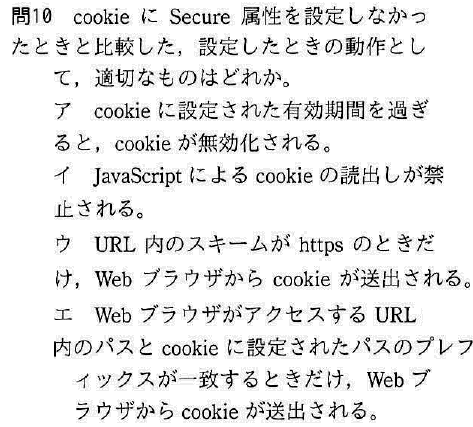 問10 cookie に Secure 属性を設定しなかっ
たときと比較した，設定したときの動作とし
て，適切なものはどれか。
ア cookie に設定された有効期間を過ぎ
ると，cookie が無効化される。
イ JavaScript による cookie の読出しが禁
止される。
ウ URL 内のスキームが https のときだ
け，Web ブラウザから cookie が送出される。
エ Web ブラウザがアクセスする URL
内のパスと cookie に設定されたパスのプレフ
ィックスが一致するときだけ，Web ブ
ラウザから cookie が送出される。